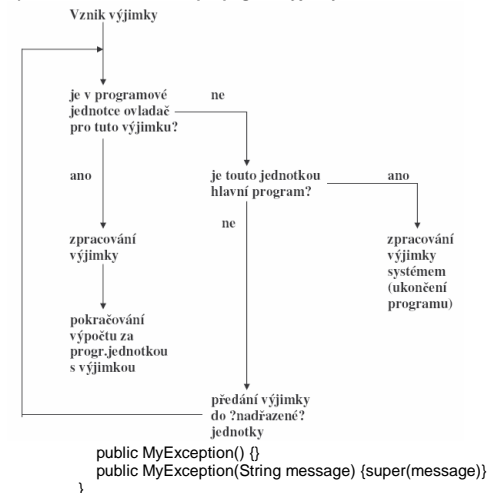 Vznik výjimky
je v programové
jednotce ovladač
pro tuto výjimku?
ne
ano
je touto jednotkou
hlavní program?
ano
ne
zpracování
výjimky
zpracování
výjimky
systémem
(ukončení
programu)
pokračování
výpočtu za
progr.jednotkou
s výjimkou
předání výjimky
do ?nadřazené?
jednotky
public MyException() {}
public MyException(String message) {super(message)}
}